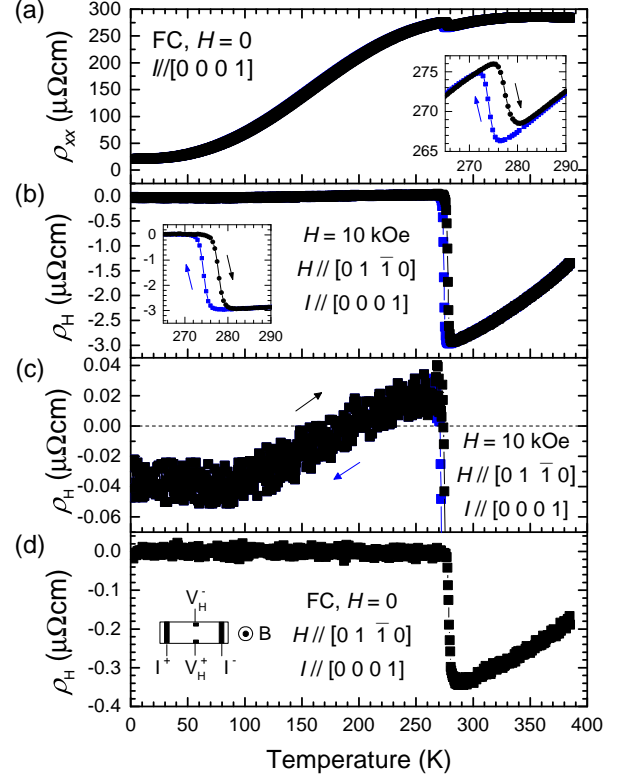 (a)
300
250
200
150
100
50
0
ρxx (μΩcm)
FC, H = 0
I//[0 0 0 1]
276
273
270
267
265
270
280
290
(b)
0.0
-0.5
-1.0
-1.5
-2.0
-2.5
-3.0
ρH (μΩcm)
0
-1
-2
-3
270
280
290
H = 10 kOe
H // [0 1 1̅ 0]
I // [0 0 0 1]
(c)
0.04
0.02
0.00
-0.02
-0.04
-0.06
ρH (μΩcm)
H = 10 kOe
H // [0 1 1̅ 0]
I // [0 0 0 1]
(d)
0.0
-0.1
-0.2
-0.3
-0.4
ρH (μΩcm)
VH-
B
I+ VH+ I-
FC, H = 0
H // [0 1 1̅ 0]
I // [0 0 0 1]
0 50 100 150 200 250 300 350 400
Temperature (K)